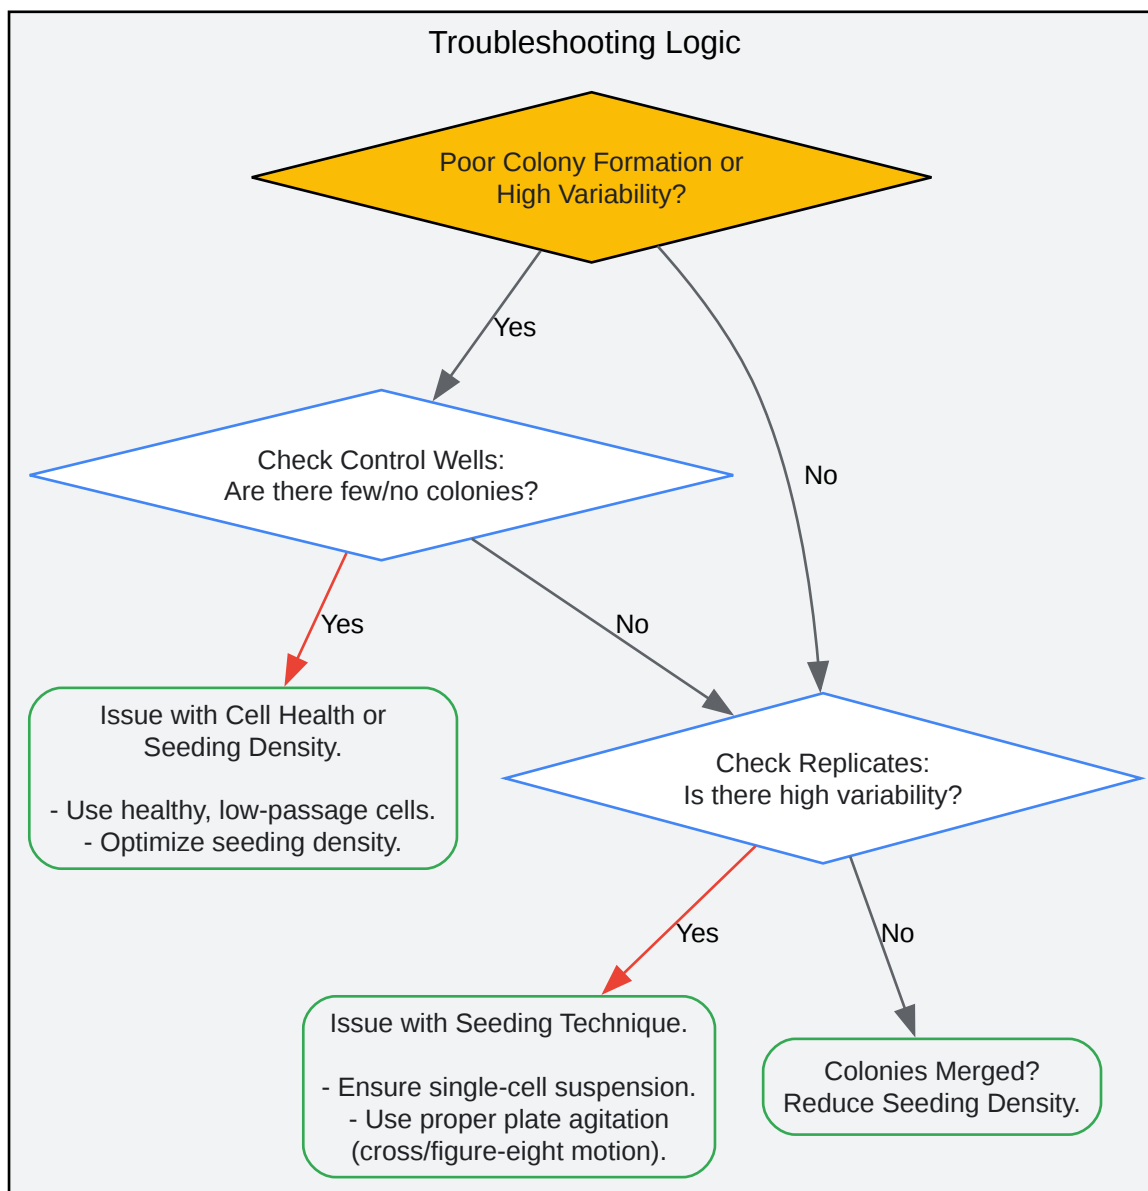 Troubleshooting Logic
Poor Colony Formation or
High Variability?
Yes
No
Check Control Wells:
Are there few/no colonies?
Yes
No
Issue with Cell Health or
Seeding Density.
- Use healthy, low-passage cells.
- Optimize seeding density.
Check Replicates:
Is there high variability?
Yes
No
Issue with Seeding Technique.
- Ensure single-cell suspension.
- Use proper plate agitation
(cross/figure-eight motion).
Colonies Merged?
Reduce Seeding Density.